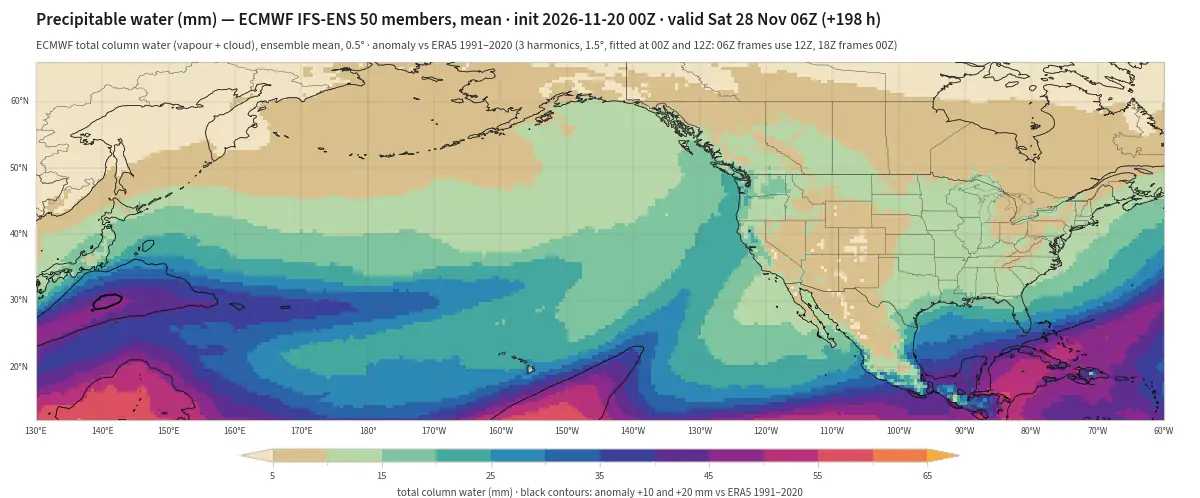 Precipitable water (mm) — ECMWF IFS-ENS 50 members, mean · init 2026-11-20 00Z · valid Sat 28 Nov 06Z (+198 h)
ECMWF total column water (vapour + cloud), ensemble mean, 0.5° · anomaly vs ERA5 1991–2020 (3 harmonics, 1.5°, fitted at 00Z and 12Z: 06Z frames use 12Z, 18Z frames 00Z)
60°N
50°N
40°N
30°N
20°N
130°E 140°E 150°E 160°E 170°E 180° 170°W 160°W 150°W 140°W 130°W 120°W 110°W 100°W 90°W 80°W 70°W 60°W
5 15 25 35 45 55 65
total column water (mm) · black contours: anomaly +10 and +20 mm vs ERA5 1991–2020